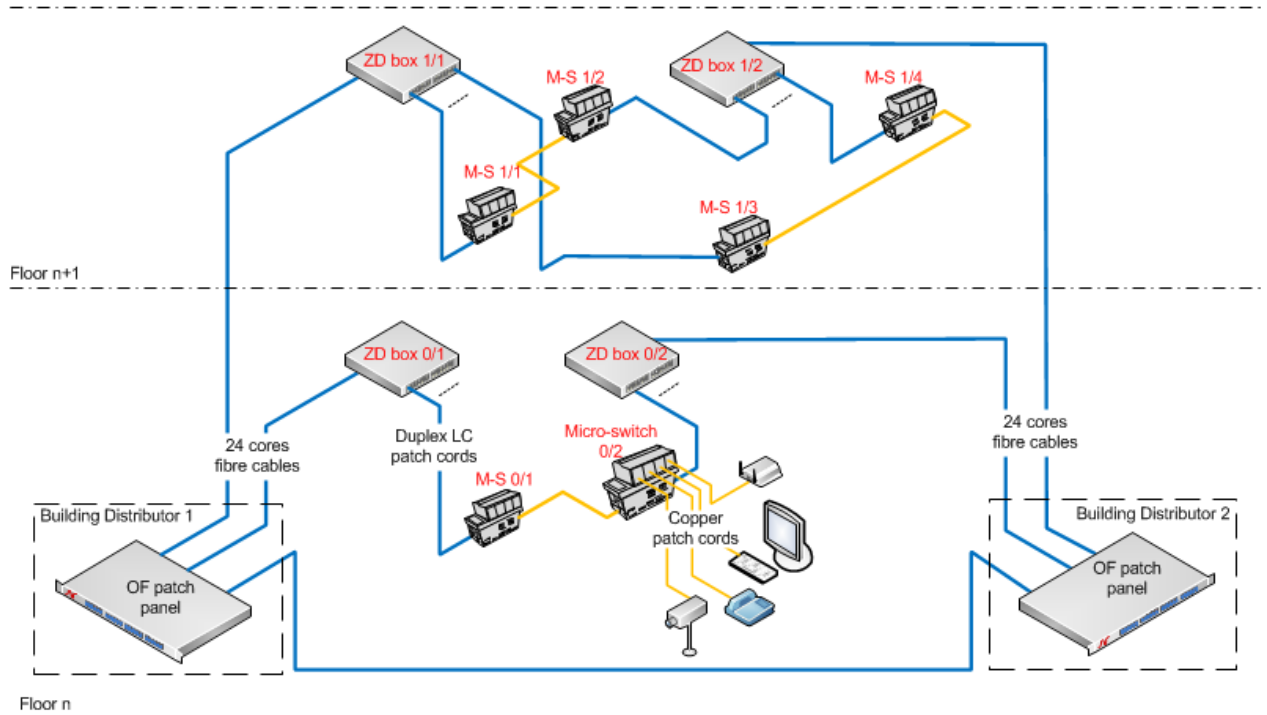 ZD box 1/1
M-S 1/2
ZD box 1/2
M-S 1/4
M-S 1/1
M-S 1/3
Floor n+1
ZD box 0/1
ZD box 0/2
24 cores
fibre cables
Duplex LC
patch cords
Micro-switch
0/2
24 cores
fibre cables
M-S 0/1
Copper
patch cords
Building Distributor 1
OF patch
panel
Building Distributor 2
OF patch
panel
Floor n